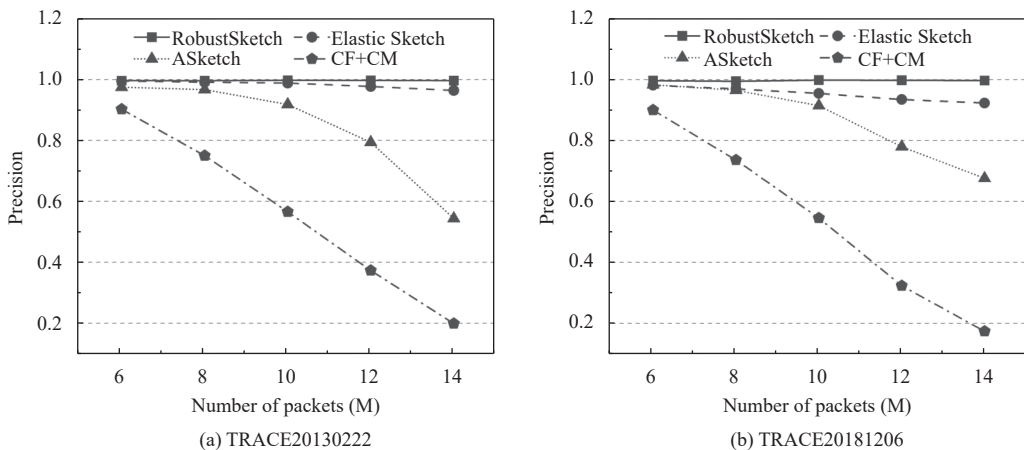 1.2
RobustSketch
Elastic Sketch
ASketch
CF+CM
1.0
0.8
0.6
0.4
0.2
Precision
6 8 10 12 14
Number of packets (M)
(a) TRACE20130222
1.2
RobustSketch
Elastic Sketch
ASketch
CF+CM
1.0
0.8
0.6
0.4
0.2
Precision
6 8 10 12 14
Number of packets (M)
(b) TRACE20181206